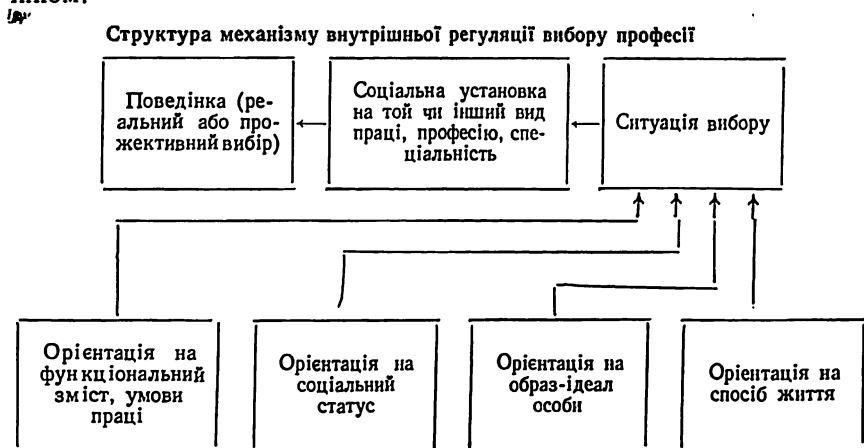 Структура механізму внутрішньої регуляції вибору професії
Поведінка (ре-
альний або про-
жективний вибір)
Соціальна установка
на той чи інший вид
праці, професію, спе-
ціальність
Ситуація вибору
Орієнтація на
функціональний
зміст, умови
праці
Орієнтація на
соціальний
статус
Орієнтація на
образ-ідеал
особи
Орієнтація на
спосіб життя